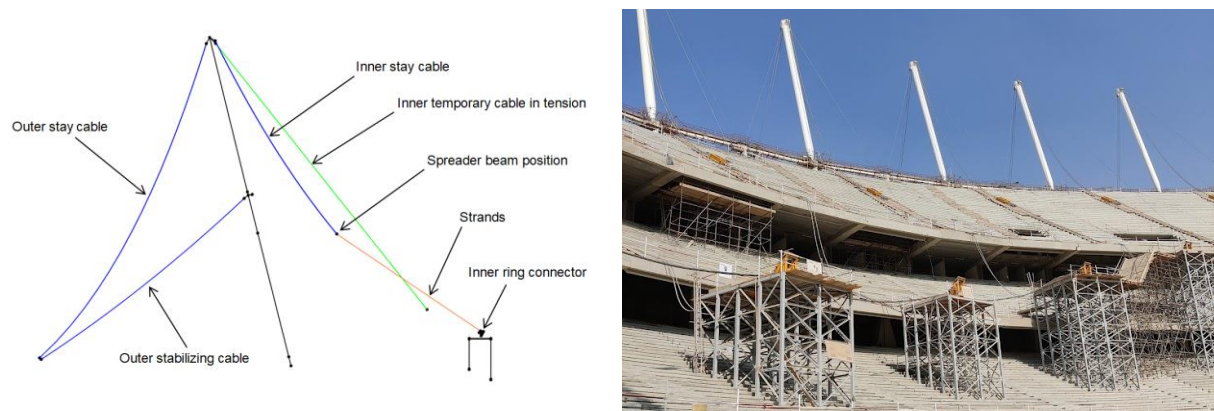 Inner stay cable
Inner temporary cable in tension
Outer stay cable
Spreader beam position
Strands
Inner ring connector
Outer stabilizing cable